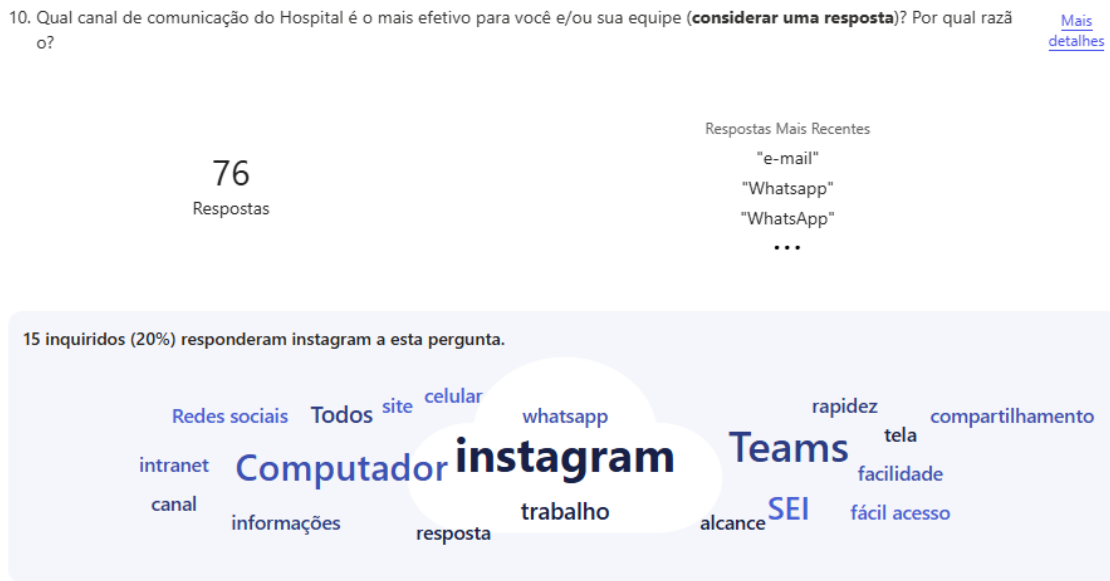 10. Qual canal de comunicação do Hospital é o mais efetivo para você e/ou sua equipe (considerar uma resposta)? Por qual razã
o?
Mais
detalhes
76
Respostas
Respostas Mais Recentes
"e-mail"
"Whatsapp"
"WhatsApp"
...
15 inquiridos (20%) responderam instagram a esta pergunta.
Redes sociais Todos site celular whatsapp rapidez compartilhamento
intranet Computador instagram Teams tela facilidade
canal informações resposta trabalho alcance SEI fácil acesso